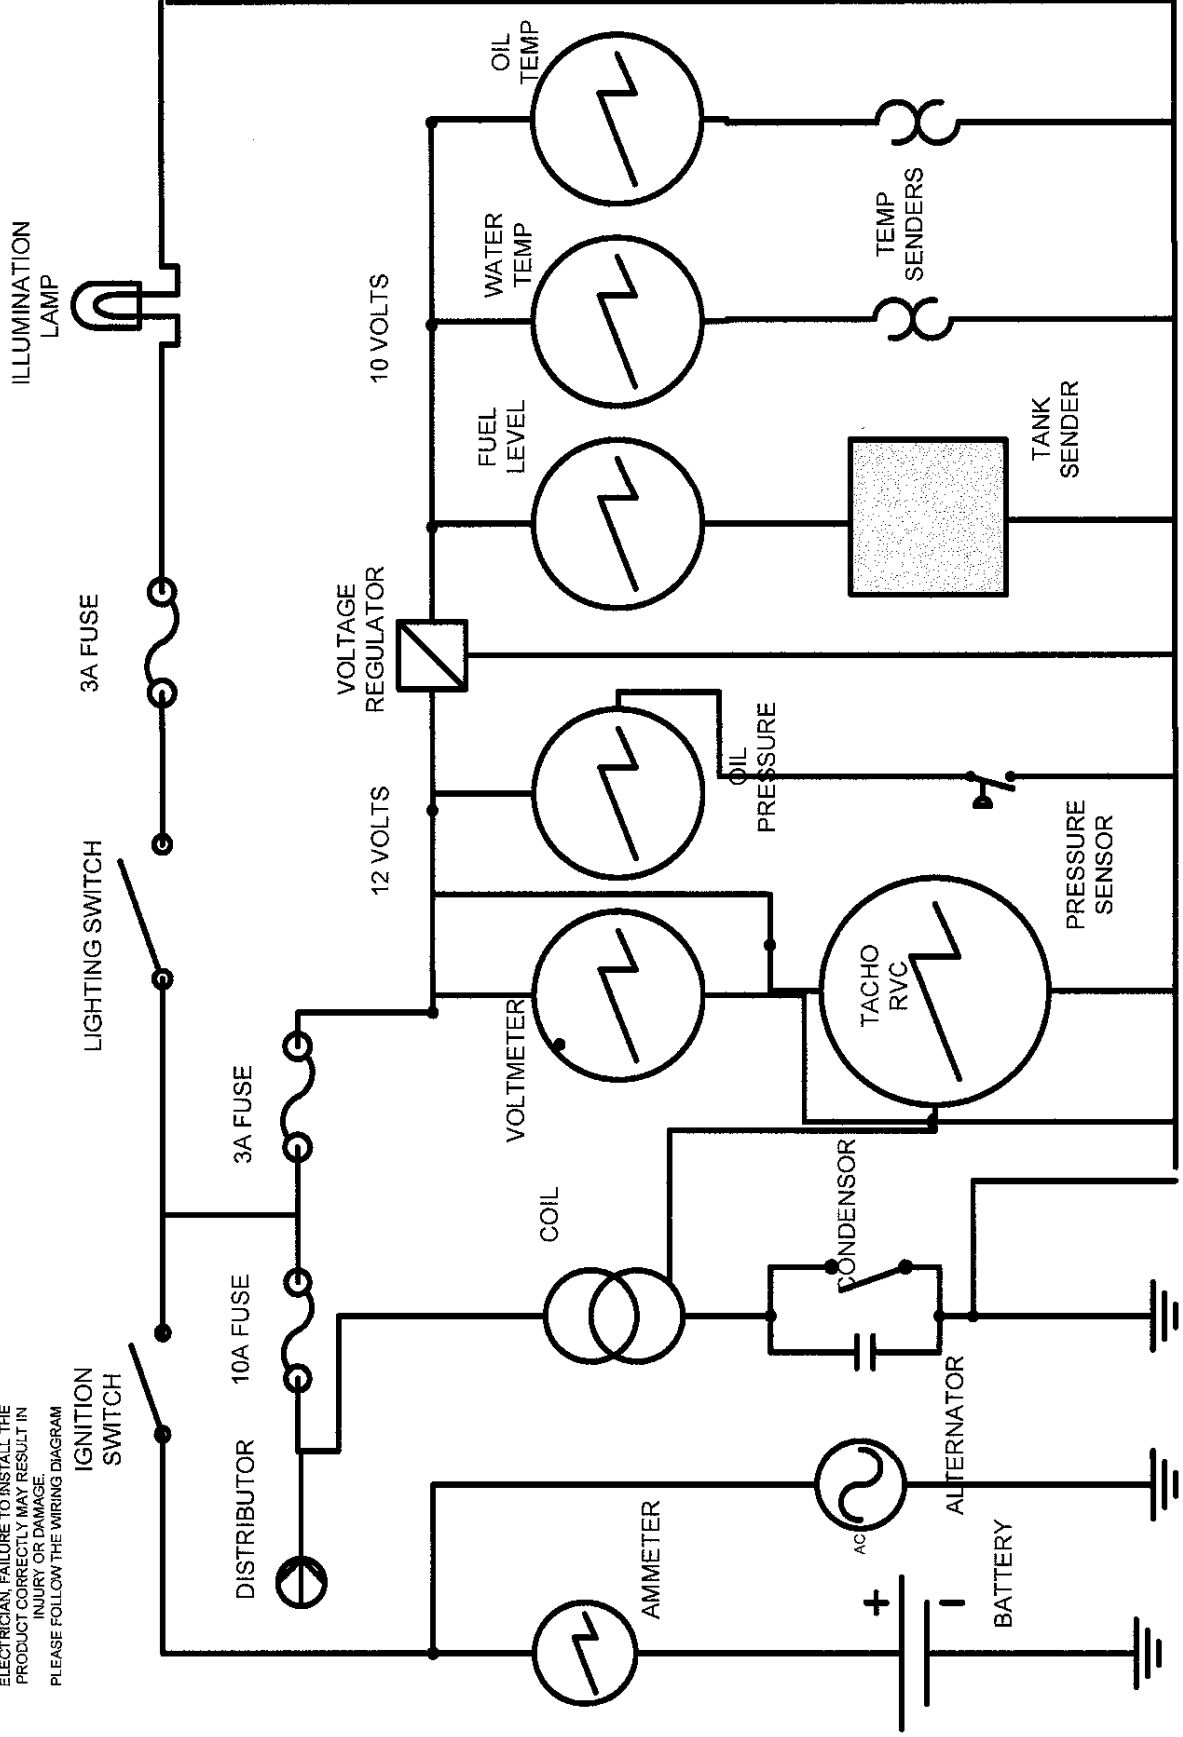 ELECTRICIAN, FAILURE TO INSTALL THE
PRODUCT CORRECTLY MAY RESULT IN
INJURY OR DAMAGE.
PLEASE FOLLOW THE WIRING DIAGRAM
IGNITION
SWITCH
LIGHTING SWITCH
3A FUSE
ILLUMINATION
LAMP
DISTRIBUTOR
10A FUSE
3A FUSE
12 VOLTS
VOLTAGE
REGULATOR
10 VOLTS
AMMETER
COIL
VOLTMETER
OIL
PRESSURE
FUEL
LEVEL
WATER
TEMP
OIL
TEMP
AC
ALTERNATOR
CONDENSOR
TACHO
RVC
BATTERY
+
-
PRESSURE
SENSOR
TANK
SENDER
TEMP
SENDERS